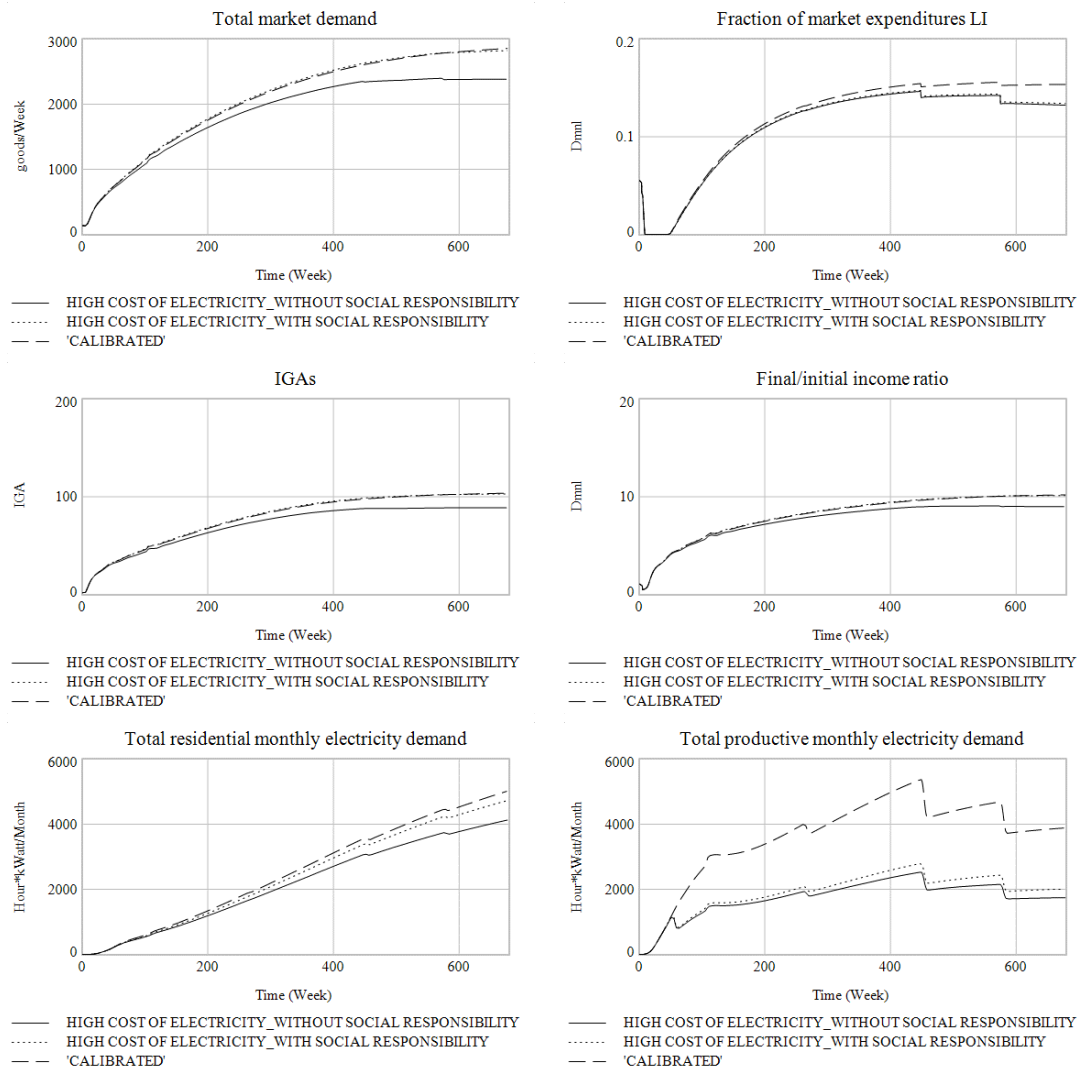 Total market demand
3000
2000
1000
0
goods/Week
0 200 400 600
Time (Week)
HIGH COST OF ELECTRICITY_WITHOUT SOCIAL RESPONSIBILITY
HIGH COST OF ELECTRICITY_WITH SOCIAL RESPONSIBILITY
'CALIBRATED'
Fraction of market expenditures LI
0.2
0.1
0
Dmnl
0 200 400 600
Time (Week)
HIGH COST OF ELECTRICITY_WITHOUT SOCIAL RESPONSIBILITY
HIGH COST OF ELECTRICITY_WITH SOCIAL RESPONSIBILITY
'CALIBRATED'
IGAs
200
100
0
IGA
0 200 400 600
Time (Week)
HIGH COST OF ELECTRICITY_WITHOUT SOCIAL RESPONSIBILITY
HIGH COST OF ELECTRICITY_WITH SOCIAL RESPONSIBILITY
'CALIBRATED'
Final/initial income ratio
20
10
0
Dmnl
0 200 400 600
Time (Week)
HIGH COST OF ELECTRICITY_WITHOUT SOCIAL RESPONSIBILITY
HIGH COST OF ELECTRICITY_WITH SOCIAL RESPONSIBILITY
'CALIBRATED'
Total residential monthly electricity demand
6000
4000
2000
0
Hour*kWatt/Month
0 200 400 600
Time (Week)
HIGH COST OF ELECTRICITY_WITHOUT SOCIAL RESPONSIBILITY
HIGH COST OF ELECTRICITY_WITH SOCIAL RESPONSIBILITY
'CALIBRATED'
Total productive monthly electricity demand
6000
4000
2000
0
Hour*kWatt/Month
0 200 400 600
Time (Week)
HIGH COST OF ELECTRICITY_WITHOUT SOCIAL RESPONSIBILITY
HIGH COST OF ELECTRICITY_WITH SOCIAL RESPONSIBILITY
'CALIBRATED'